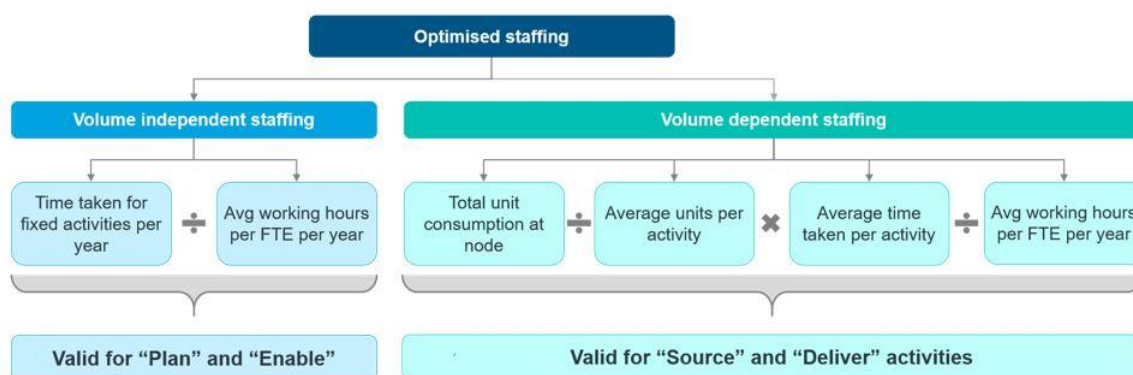 Optimised staffing
Volume independent staffing
Volume dependent staffing
Time taken for
fixed activities per
year
÷
Avg working hours
per FTE per year
Total unit
consumption at
node
÷
Average units per
activity
×
Average time
taken per activity
÷
Avg working hours
per FTE per year
Valid for “Plan” and “Enable”
Valid for “Source” and “Deliver” activities